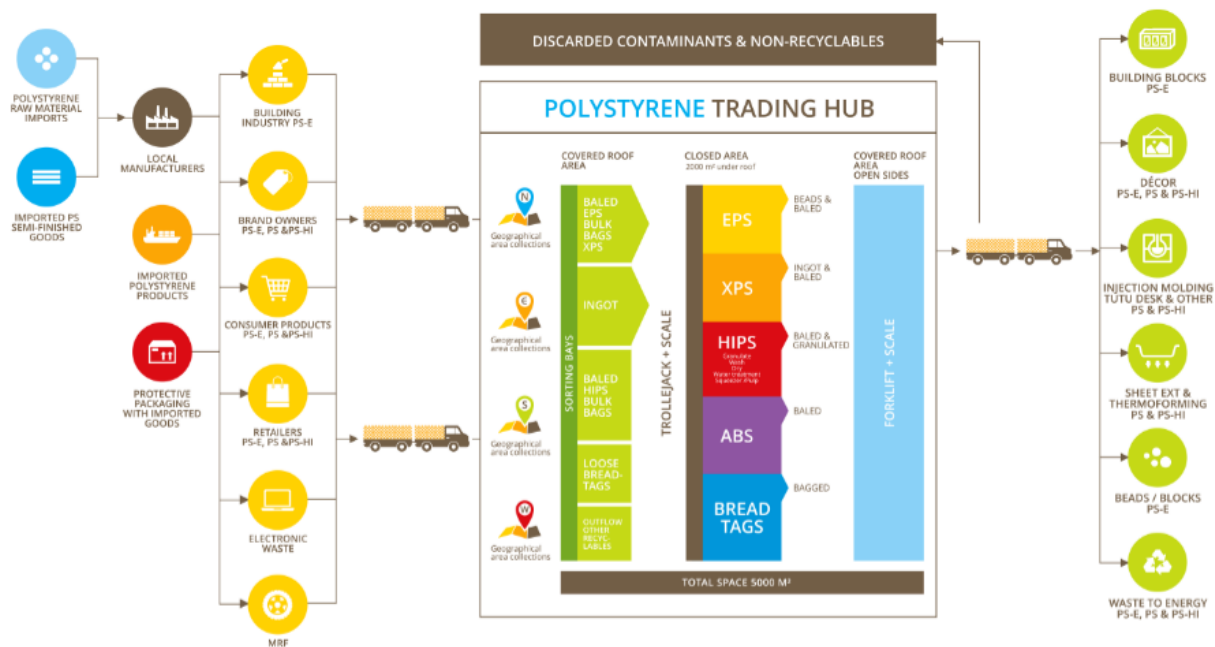 POLYSTYRENE
RAW MATERIAL
IMPORTS
IMPORTED PS
SEMI-FINISHED
GOODS
LOCAL
MANUFACTURERS
IMPORTED
POLYSTYRENE
PRODUCTS
PROTECTIVE
PACKAGING
WITH IMPORTED
GOODS
BUILDING
INDUSTRY PS-E
BRAND OWNERS
PS-E, PS &PS-HI
CONSUMER PRODUCTS
PS-E, PS &PS-HI
RETAILERS
PS-E, PS &PS-HI
ELECTRONIC
WASTE
MRF
DISCARDED CONTAMINANTS & NON-RECYCLABLES
POLYSTYRENE TRADING HUB
N
Geographical
area collections
E
Geographical
area collections
S
Geographical
area collections
W
Geographical
area collections
COVERED ROOF
AREA
SORTING BAYS
BALED
EPS
BULK
BAGS
XPS
INGOT
BALED
HIPS
BULK
BAGS
LOOSE
BREAD-
TAGS
OUTFLOW
OTHER
RECYC-
LABLES
TROLLEJACK + SCALE
CLOSED AREA
2000 m² under roof
EPS
BEADS &
BALED
XPS
INGOT &
BALED
HIPS
Granulate
Wash
Dry
Water treatment
BALED &
GRANULATED
ABS
BALED
BREAD
TAGS
BAGGED
COVERED ROOF
AREA
OPEN SIDES
FORKLIFT + SCALE
TOTAL SPACE 5000 M²
BUILDING BLOCKS
PS-E
DÉCOR
PS-E, PS & PS-HI
INJECTION MOLDING
TUTU DESK & OTHER
PS & PS-HI
SHEET EXT &
THERMOFORMING
PS & PS-HI
BEADS / BLOCKS
PS-E
WASTE TO ENERGY
PS-E, PS & PS-HI